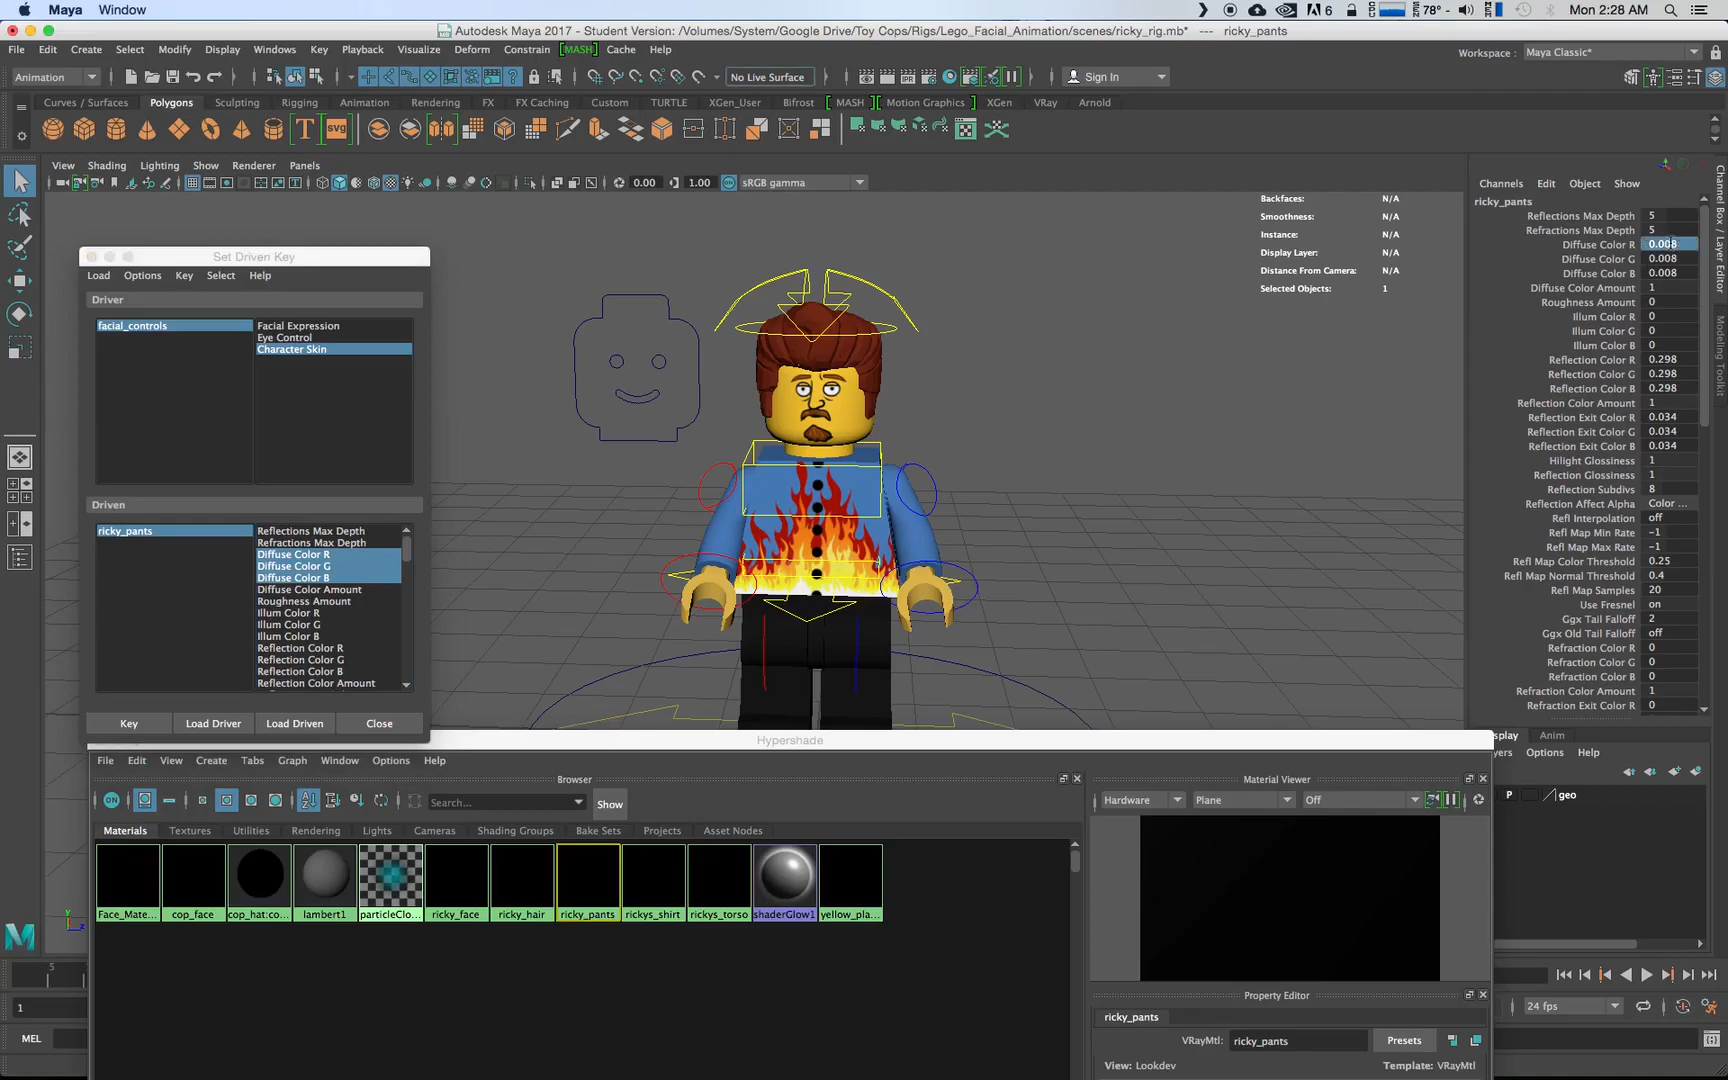 Maya Window
6
78°
Mon 2:28 AM
Autodesk Maya 2017 - Student Version: /Volumes/System/Google Drive/Toy Cops/Rigs/Lego_Facial_Animation/scenes/ricky_rig.mb* --- ricky_pants
File Edit Create Select Modify Display Windows Key Playback Visualize Deform Constrain MASH Cache Help
Workspace : Maya Classic*
Animation
No Live Surface
Sign In
Curves / Surfaces Polygons Sculpting Rigging Animation Rendering FX FX Caching Custom TURTLE XGen_User Bifrost MASH Motion Graphics XGen VRay Arnold
T svg
View Shading Lighting Show Renderer Panels
0.00 1.00 sRGB gamma
Backfaces: N/A
Smoothness: N/A
Instance: N/A
Display Layer: N/A
Distance From Camera: N/A
Selected Objects: 1
Set Driven Key
Load Options Key Select Help
Driver
facial_controls
Facial Expression
Eye Control
Character Skin
Driven
ricky_pants
Reflections Max Depth
Refractions Max Depth
Diffuse Color R
Diffuse Color G
Diffuse Color B
Diffuse Color Amount
Roughness Amount
Illum Color R
Illum Color G
Illum Color B
Reflection Color R
Reflection Color G
Reflection Color B
Reflection Color Amount
Key Load Driver Load Driven Close
Channels Edit Object Show
ricky_pants
Reflections Max Depth 5
Refractions Max Depth 5
Diffuse Color R 0.008
Diffuse Color G 0.008
Diffuse Color B 0.008
Diffuse Color Amount 1
Roughness Amount 0
Illum Color R 0
Illum Color G 0
Illum Color B 0
Reflection Color R 0.298
Reflection Color G 0.298
Reflection Color B 0.298
Reflection Color Amount 1
Reflection Exit Color R 0.034
Reflection Exit Color G 0.034
Reflection Exit Color B 0.034
Hilight Glossiness 1
Reflection Glossiness 1
Reflection Subdivs 8
Reflection Affect Alpha Color ...
Refl Interpolation off
Refl Map Min Rate -1
Refl Map Max Rate -1
Refl Map Color Threshold 0.25
Refl Map Normal Threshold 0.4
Refl Map Samples 20
Use Fresnel on
Ggx Tail Falloff 2
Ggx Old Tail Falloff off
Refraction Color R 0
Refraction Color G 0
Refraction Color B 0
Refraction Color Amount 1
Refraction Exit Color R 0
Channel Box / Layer Editor
Modeling Toolkit
splay Anim
yers Options Help
P geo
Hypershade
File Edit View Create Tabs Graph Window Options Help
Browser
ON
Search...
Show
Materials Textures Utilities Rendering Lights Cameras Shading Groups Bake Sets Projects Asset Nodes
Face_Mate... cop_face cop_hat:co... lambert1 particleClo... ricky_face ricky_hair ricky_pants rickys_shirt rickys_torso shaderGlow1 yellow_pla...
Material Viewer
Hardware Plane Off
Property Editor
ricky_pants
VRayMtl: ricky_pants Presets
View: Lookdev Template: VRayMtl
5
1
24 fps
MEL